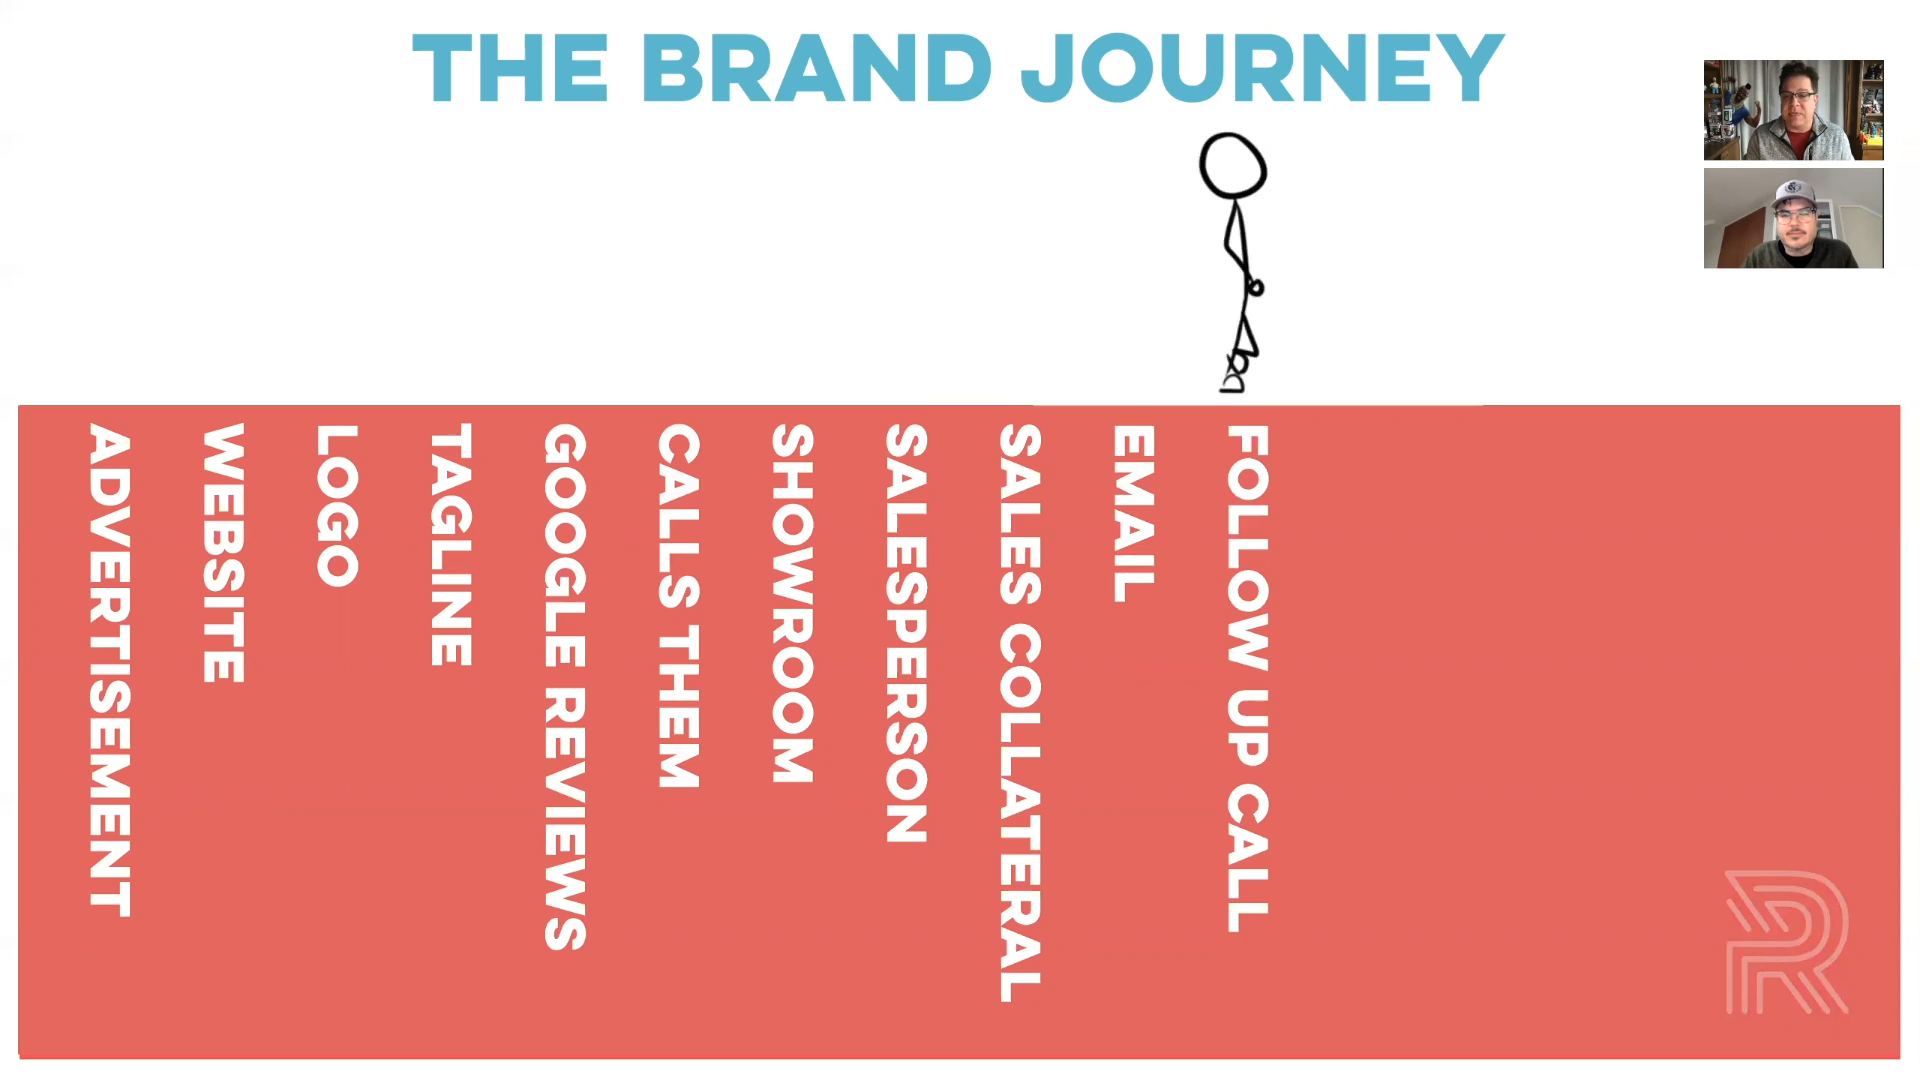 THE BRAND JOURNEY
ADVERTISEMENT
WEBSITE
LOGO
TAGLINE
GOOGLE REVIEWS
CALLS THEM
SHOWROOM
SALESPERSON
SALES COLLATERAL
EMAIL
FOLLOW UP CALL
R